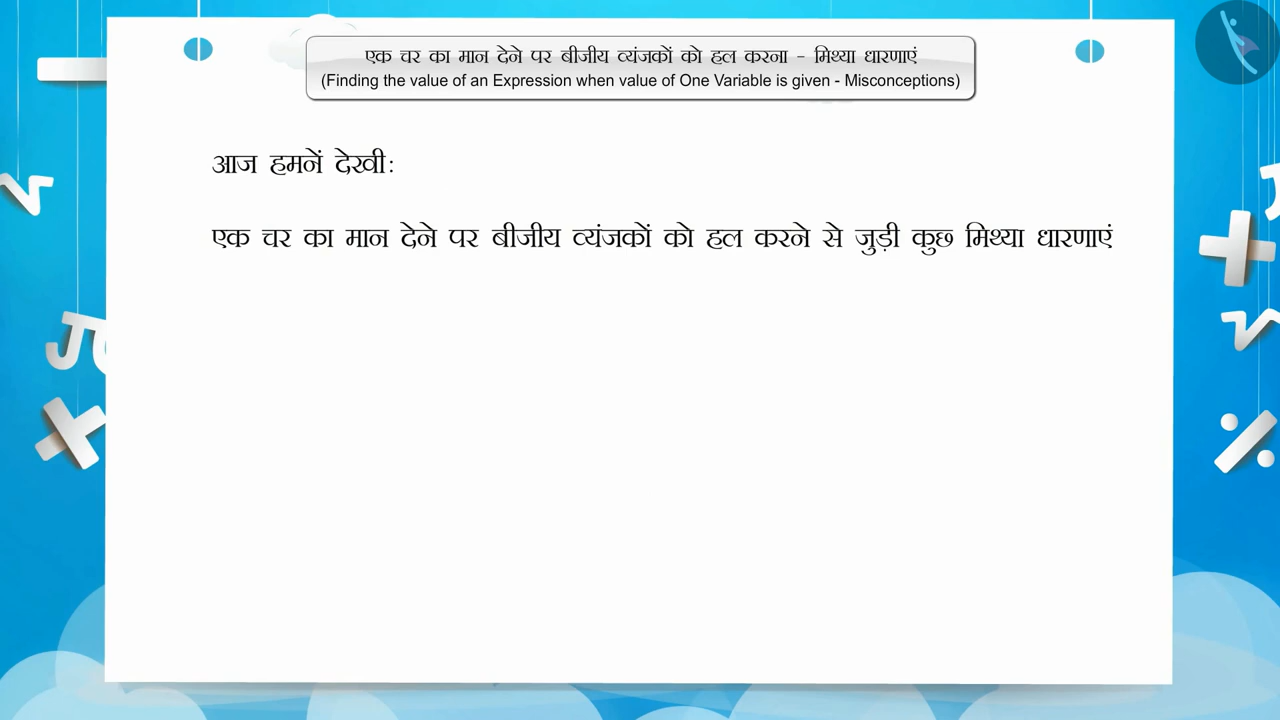 एक चर का मान देने पर बीजीय व्यंजकों को हल करना - मिथ्या धारणाएं
(Finding the value of an Expression when value of One Variable is given - Misconceptions)
आज हमनें देखी:
एक चर का मान देने पर बीजीय व्यंजकों को हल करने से जुड़ी कुछ मिथ्या धारणाएं